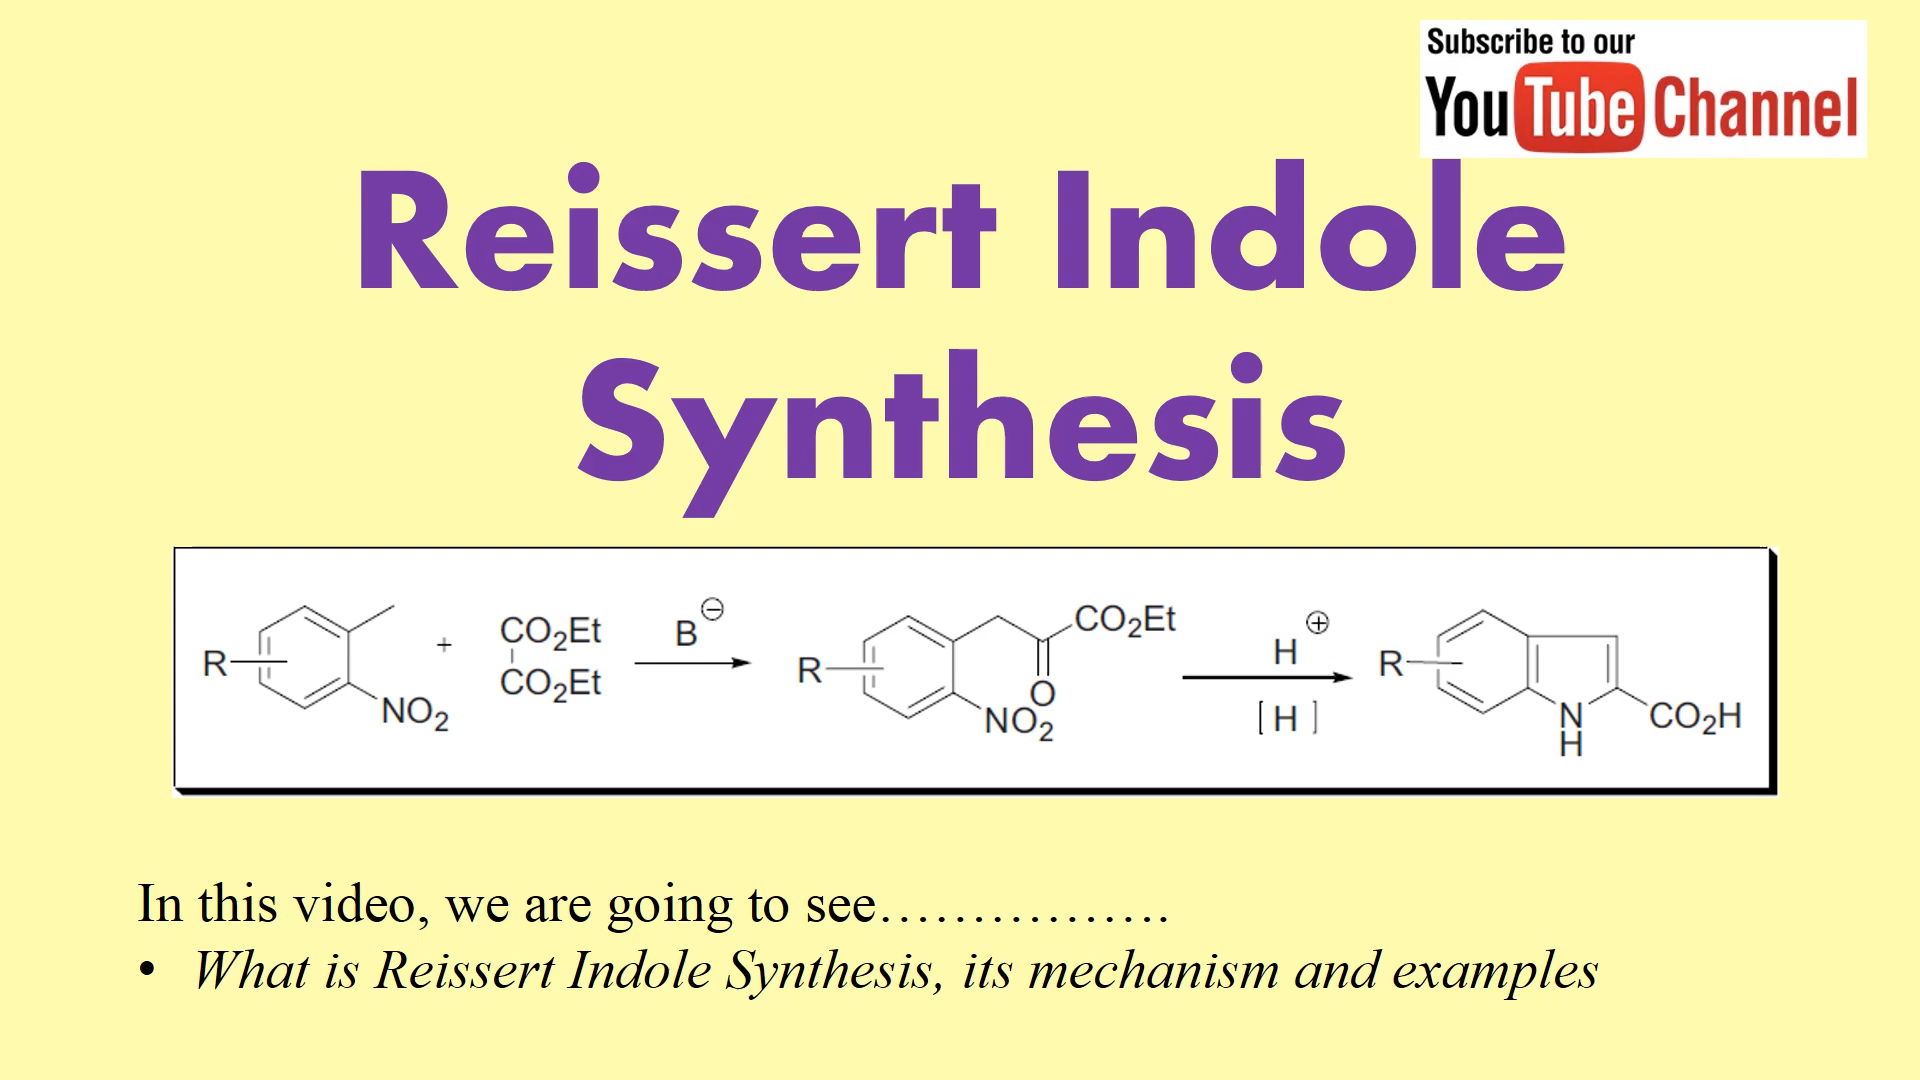 Subscribe to our
YouTube Channel
Reissert Indole
Synthesis
R
NO2
+
CO2Et
CO2Et
B ⊖
R
CO2Et
O
NO2
H ⊕
[ H ]
R
N
H
CO2H
In this video, we are going to see…………….
• What is Reissert Indole Synthesis, its mechanism and examples